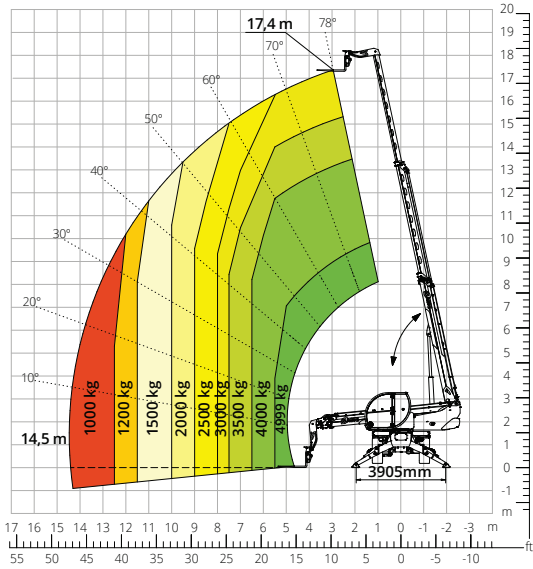 20
17,4 m
78°
19
70°
18
17
60°
16
50°
15
14
40°
13
12
30°
11
10
9
20°
8
7
6
5
10°
4
1000 kg
1200 kg
1500 kg
2000 kg
2500 kg
3000 kg
3500 kg
4000 kg
4999 kg
3
2
14,5 m
1
3905mm
0
-1
m
17 16 15 14 13 12 11 10 9 8 7 6 5 4 3 2 1 0 -1 -2 -3 m
ft
55 50 45 40 35 30 25 20 15 10 5 0 -5 -10